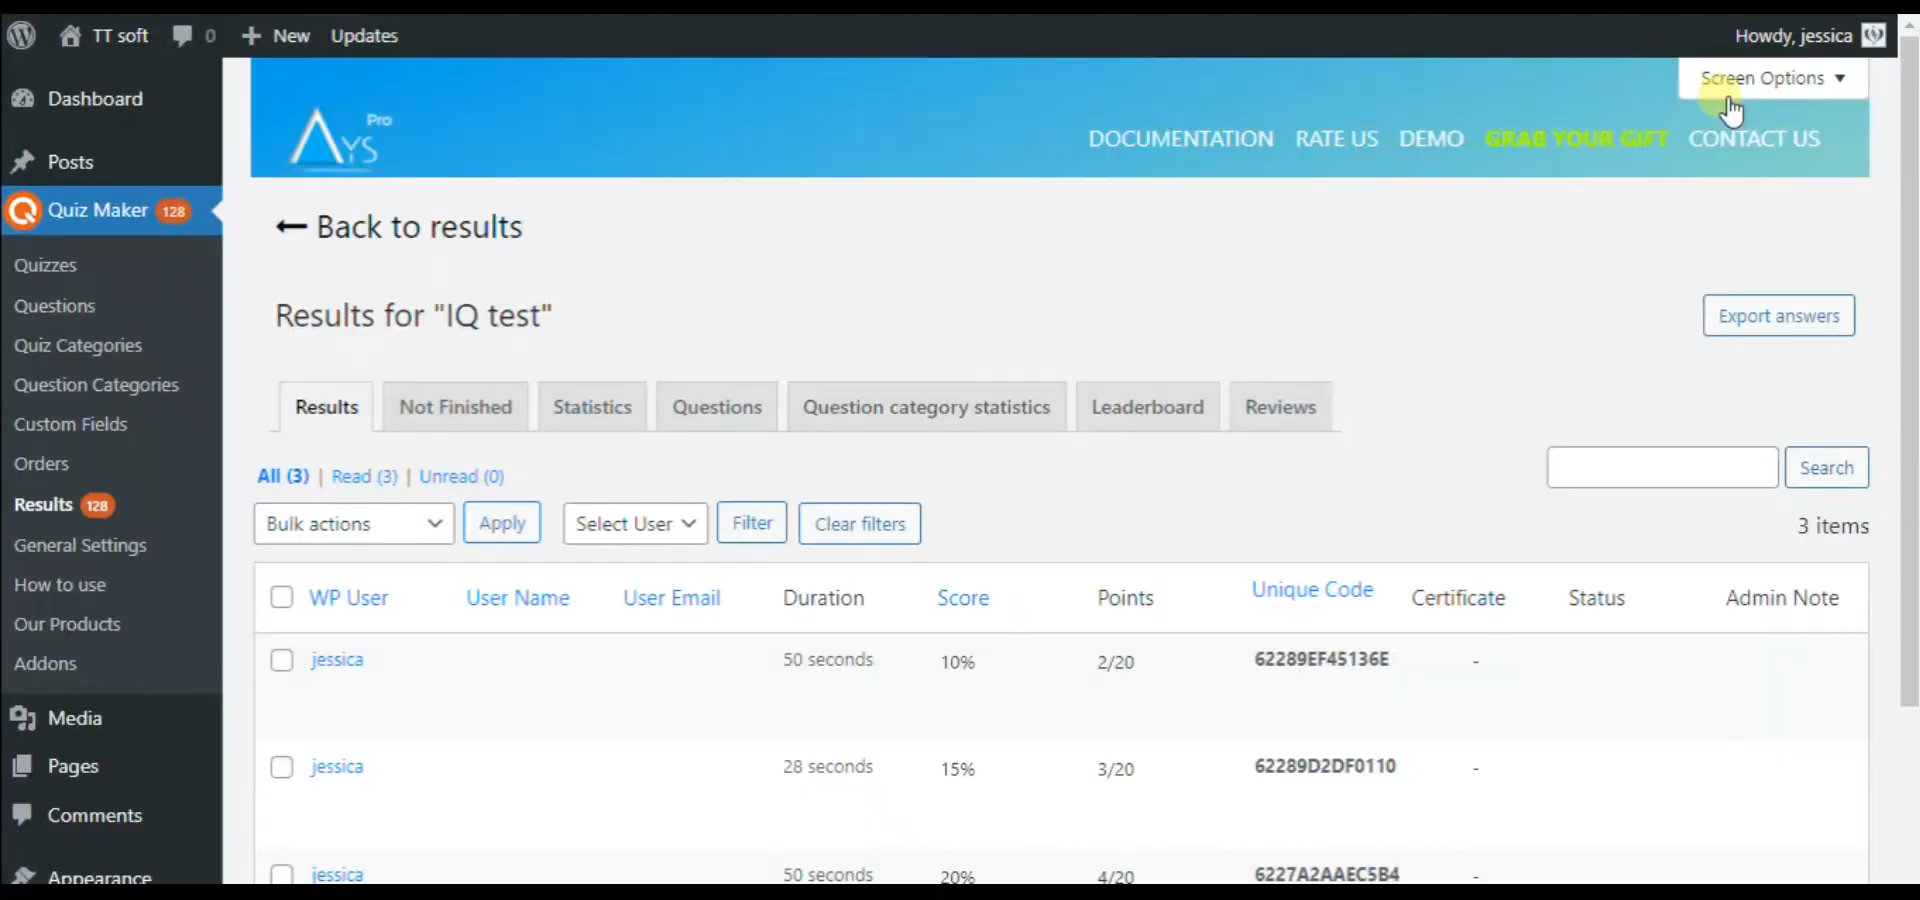 TT soft 0 New Updates Howdy, jessica
Screen Options
Dashboard
Posts
Quiz Maker 128
Quizzes
Questions
Quiz Categories
Question Categories
Custom Fields
Orders
Results 128
General Settings
How to use
Our Products
Addons
Media
Pages
Comments
Appearance
AYS Pro
DOCUMENTATION RATE US DEMO GRAB YOUR GIFT CONTACT US
Back to results
Results for "IQ test"
Export answers
Results Not Finished Statistics Questions Question category statistics Leaderboard Reviews
All (3) | Read (3) | Unread (0)
Search
Bulk actions Apply Select User Filter Clear filters
3 items
WP User User Name User Email Duration Score Points Unique Code Certificate Status Admin Note
jessica 50 seconds 10% 2/20 62289EF45136E -
jessica 28 seconds 15% 3/20 62289D2DF0110 -
jessica 50 seconds 20% 4/20 6227A2AAEC5B4 -